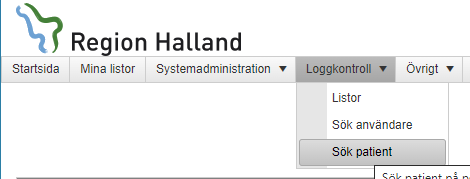 Region Halland
Startsida Mina listor Systemadministration Loggkontroll Övrigt
Listor
Sök användare
Sök patient
Sök patient på